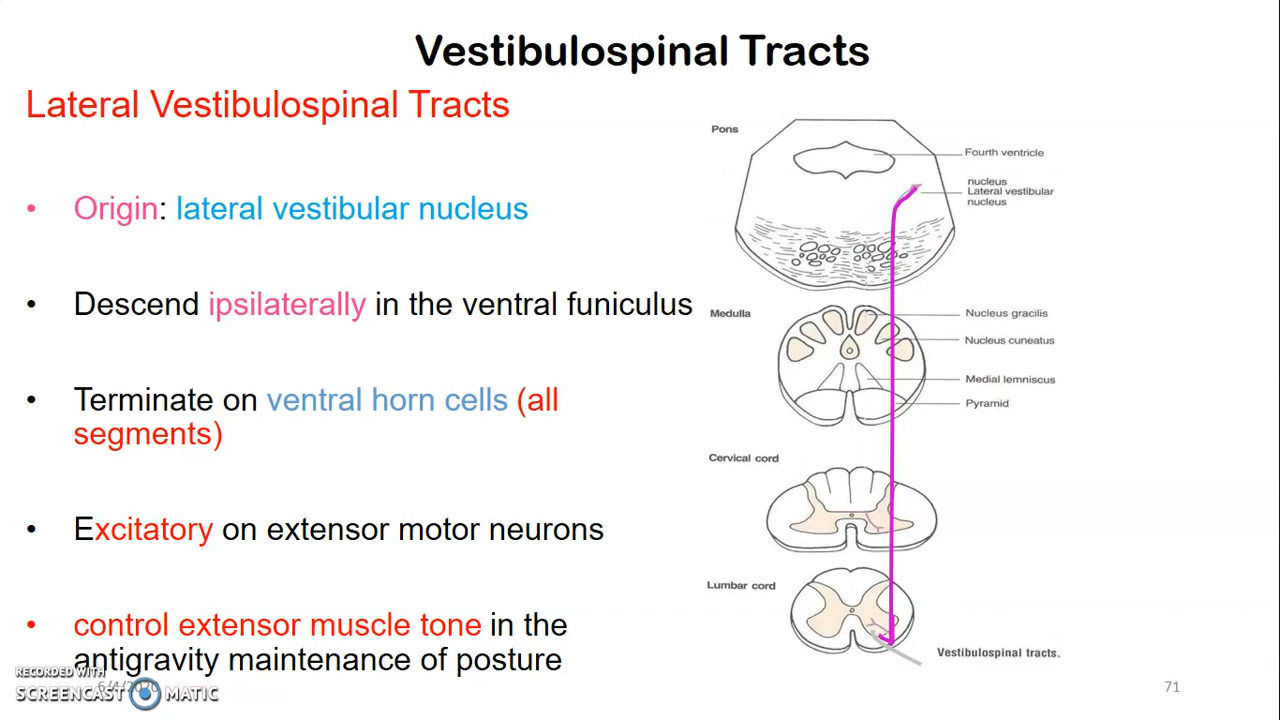 Vestibulospinal Tracts
Lateral Vestibulospinal Tracts
• Origin: lateral vestibular nucleus
• Descend ipsilaterally in the ventral funiculus
• Terminate on ventral horn cells (all
segments)
• Excitatory on extensor motor neurons
• control extensor muscle tone in the
antigravity maintenance of posture
Pons
Fourth ventricle
nucleus
Lateral vestibular
nucleus
Medulla
Nucleus gracilis
Nucleus cuneatus
Medial lemniscus
Pyramid
Cervical cord
Lumbar cord
Vestibulospinal tracts.
RECORDED WITH
SCREENCAST MATIC
6/4/2020
71